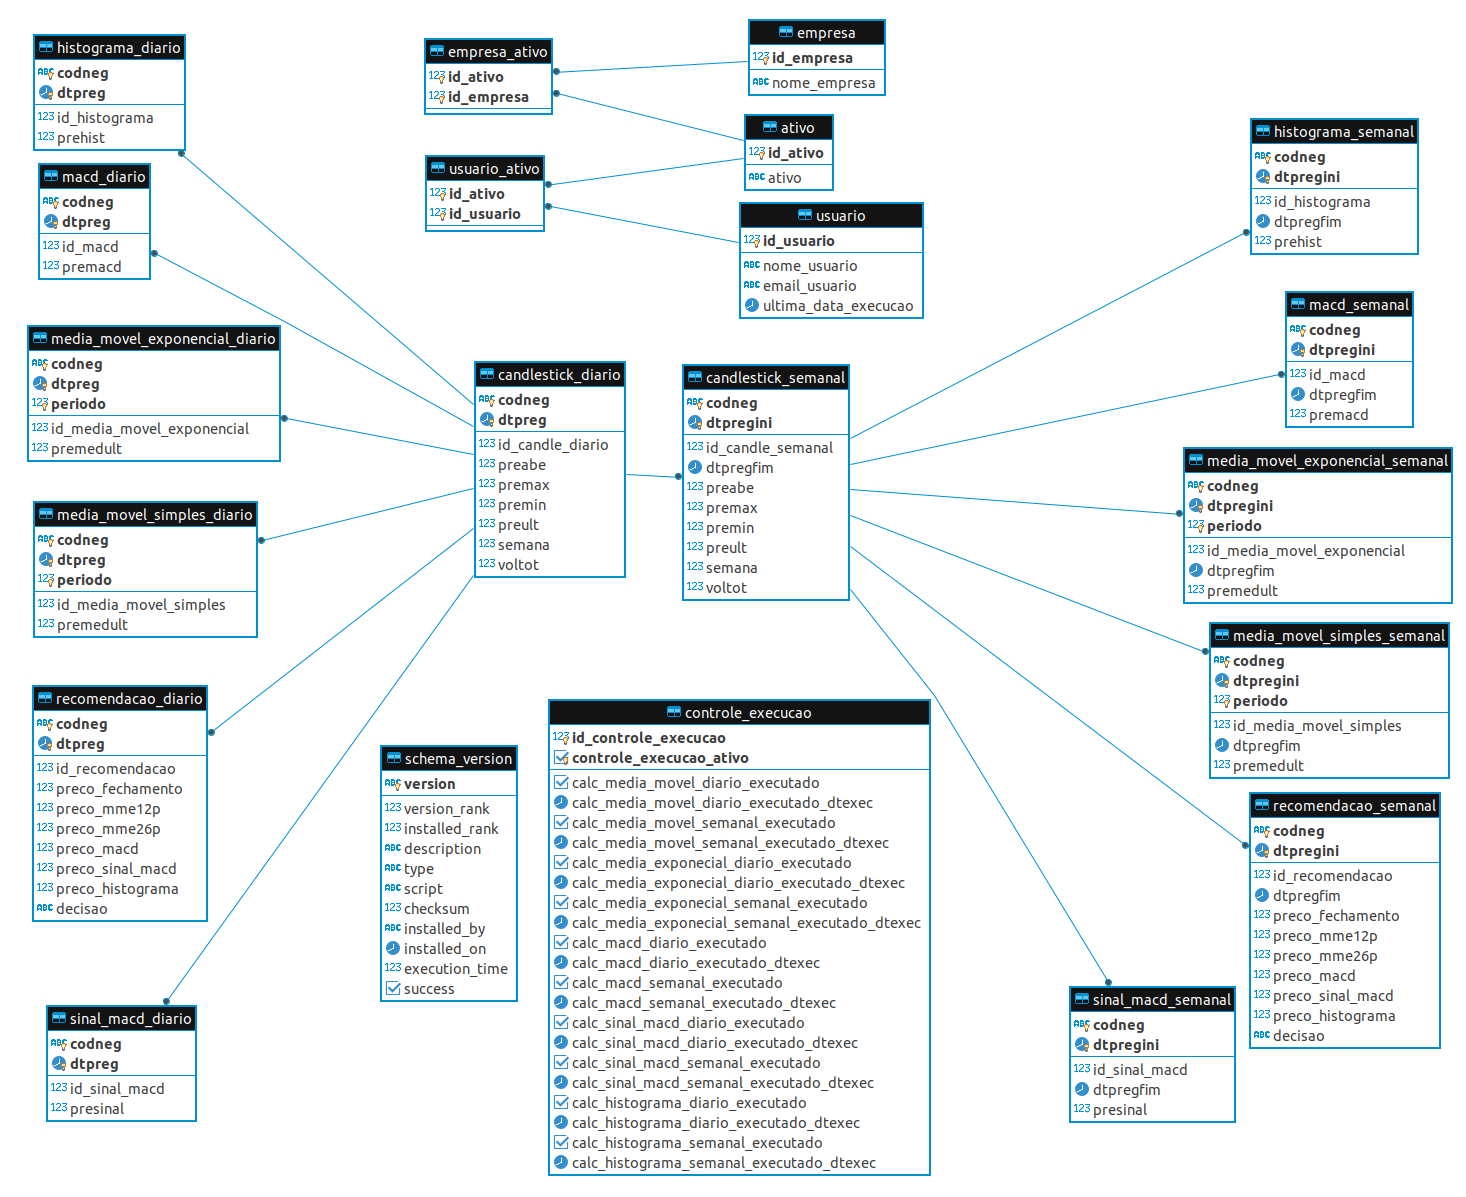 histograma_diario
codneg
dtpreg
id_histograma
prehist
macd_diario
codneg
dtpreg
id_macd
premacd
media_movel_exponencial_diario
codneg
dtpreg
periodo
id_media_movel_exponencial
premedult
media_movel_simples_diario
codneg
dtpreg
periodo
id_media_movel_simples
premedult
recomendacao_diario
codneg
dtpreg
id_recomendacao
preco_fechamento
preco_mme12p
preco_mme26p
preco_macd
preco_sinal_macd
preco_histograma
decisao
sinal_macd_diario
codneg
dtpreg
id_sinal_macd
presinal
empresa_ativo
id_ativo
id_empresa
usuario_ativo
id_ativo
id_usuario
empresa
id_empresa
nome_empresa
ativo
id_ativo
ativo
usuario
id_usuario
nome_usuario
email_usuario
ultima_data_execucao
candlestick_diario
codneg
dtpreg
id_candle_diario
preabe
premax
premin
preult
semana
voltot
candlestick_semanal
codneg
dtpregini
id_candle_semanal
dtpregfim
preabe
premax
premin
preult
semana
voltot
schema_version
version
version_rank
installed_rank
description
type
script
checksum
installed_by
installed_on
execution_time
success
controle_execucao
id_controle_execucao
controle_execucao_ativo
calc_media_movel_diario_executado
calc_media_movel_diario_executado_dtexec
calc_media_movel_semanal_executado
calc_media_movel_semanal_executado_dtexec
calc_media_exponecial_diario_executado
calc_media_exponecial_diario_executado_dtexec
calc_media_exponecial_semanal_executado
calc_media_exponecial_semanal_executado_dtexec
calc_macd_diario_executado
calc_macd_diario_executado_dtexec
calc_macd_semanal_executado
calc_macd_semanal_executado_dtexec
calc_sinal_macd_diario_executado
calc_sinal_macd_diario_executado_dtexec
calc_sinal_macd_semanal_executado
calc_sinal_macd_semanal_executado_dtexec
calc_histograma_diario_executado
calc_histograma_diario_executado_dtexec
calc_histograma_semanal_executado
calc_histograma_semanal_executado_dtexec
histograma_semanal
codneg
dtpregini
id_histograma
dtpregfim
prehist
macd_semanal
codneg
dtpregini
id_macd
dtpregfim
premacd
media_movel_exponencial_semanal
codneg
dtpregini
periodo
id_media_movel_exponencial
dtpregfim
premedult
media_movel_simples_semanal
codneg
dtpregini
periodo
id_media_movel_simples
dtpregfim
premedult
recomendacao_semanal
codneg
dtpregini
id_recomendacao
dtpregfim
preco_fechamento
preco_mme12p
preco_mme26p
preco_macd
preco_sinal_macd
preco_histograma
decisao
sinal_macd_semanal
codneg
dtpregini
id_sinal_macd
dtpregfim
presinal